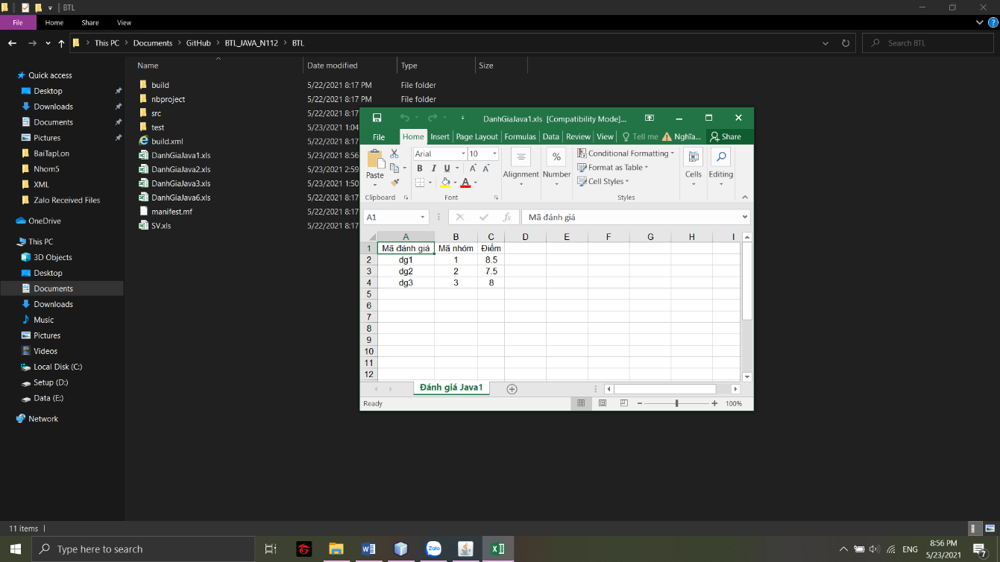 BTL
File Home Share View
This PC > Documents > GitHub > BTL_JAVA_N112 > BTL
Search BTL
Name Date modified Type Size
Quick access
Desktop
Downloads
Documents
Pictures
BaiTapLon
Nhom5
XML
Zalo Received Files
OneDrive
This PC
3D Objects
Desktop
Documents
Downloads
Music
Pictures
Videos
Local Disk (C:)
Setup (D:)
Data (E:)
Network
build 5/22/2021 8:17 PM File folder
nbproject 5/22/2021 8:17 PM File folder
src 5/22/2021 8:17
test 5/23/2021 1:04
build.xml 5/22/2021 8:17
DanhGiaJava1.xls 5/23/2021 8:56
DanhGiaJava2.xls 5/23/2021 2:59
DanhGiaJava3.xls 5/23/2021 1:50
DanhGiaJava6.xls 5/22/2021 8:17
manifest.mf 5/22/2021 8:17
SV.xls 5/22/2021 8:17
DanhGiaJava1.xls [Compatibility Mode]...
File Home Insert Page Layout Formulas Data Review View Tell me Nghĩa... Share
Paste
Clipboard
Arial 10
B I U A A
A
Font
Alignment
% Number
Conditional Formatting
Format as Table
Cell Styles
Styles
Cells
Editing
A1 fx Mã đánh giá
A B C D E F G H I
1 Mã đánh giá Mã nhóm Điểm
2 dg1 1 8.5
3 dg2 2 7.5
4 dg3 3 8
5
6
7
8
9
10
11
12
Đánh giá Java1
Ready 100%
11 items
Type here to search
W
Zalo
X
ENG
8:56 PM
5/23/2021
7